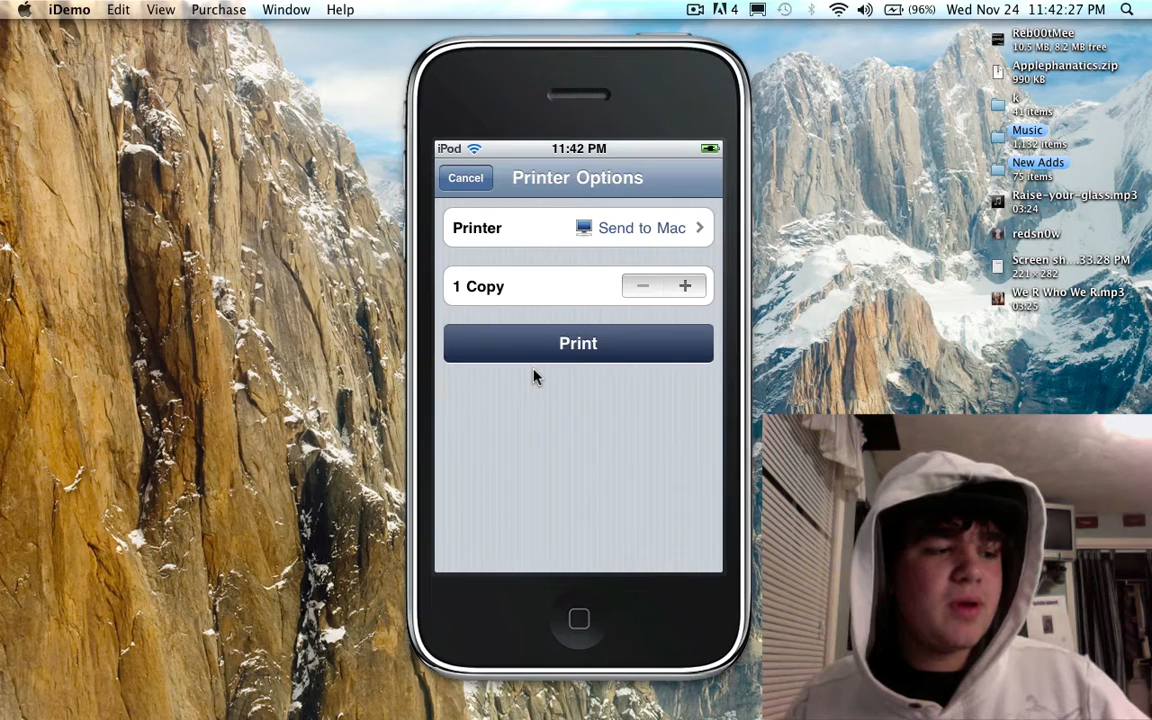 iDemo Edit View Purchase Window Help
4 (96%) Wed Nov 24 11:42:27 PM
Reb00tMee
10.5 MB, 8.2 MB free
Applephanatics.zip
990 KB
k
41 items
Music
1,132 items
New Adds
75 items
Raise-your-glass.mp3
03:24
redsn0w
Screen sh...33.28 PM
221 × 282
We R Who We R.mp3
03:25
iPod 11:42 PM
Cancel Printer Options
Printer Send to Mac
1 Copy − +
Print